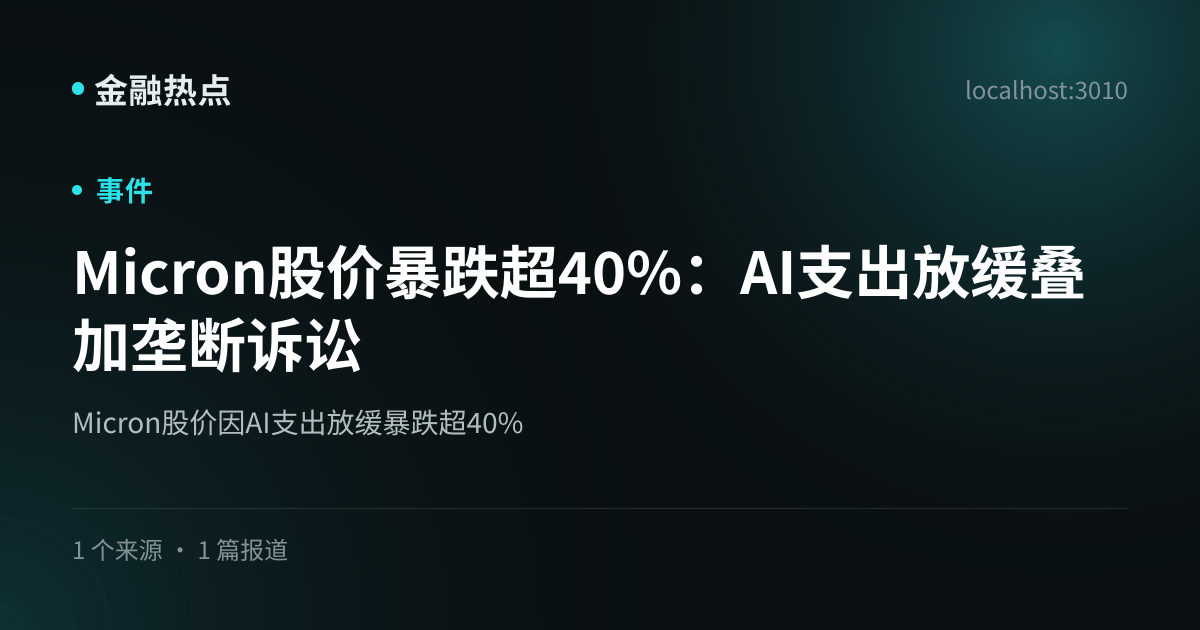 金融热点
localhost:3010
事件
Micron股价暴跌超40%：AI支出放缓叠
加垄断诉讼
Micron股价因AI支出放缓暴跌超40%
1 个来源 · 1 篇报道